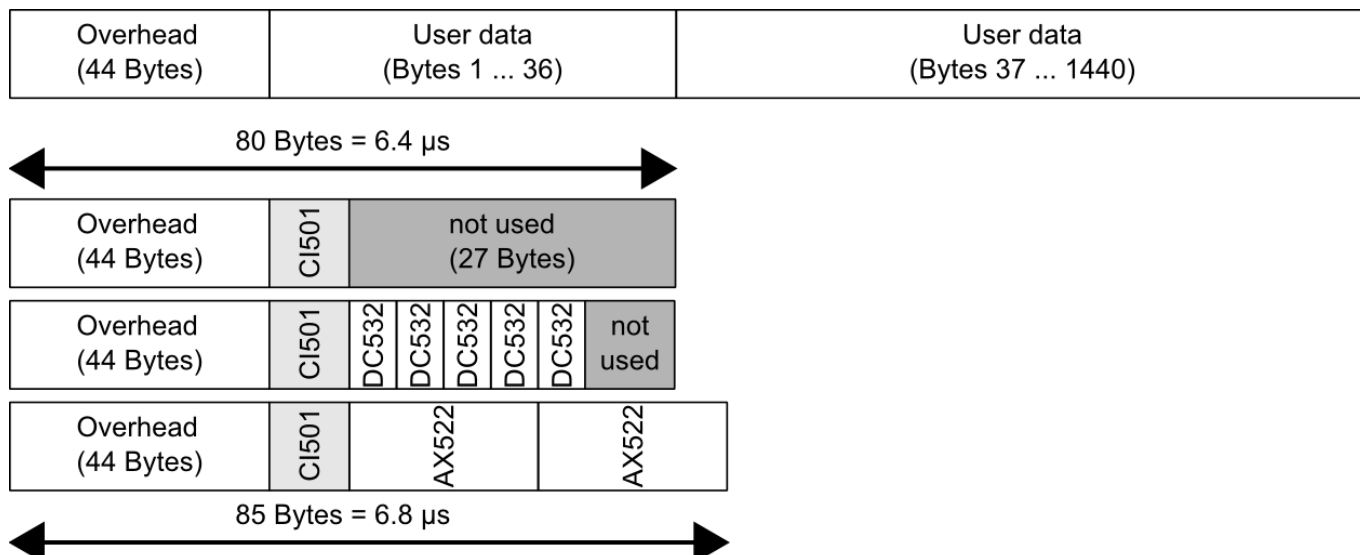 Overhead
(44 Bytes)
User data
(Bytes 1 ... 36)
User data
(Bytes 37 ... 1440)
80 Bytes = 6.4 µs
Overhead
(44 Bytes)
CI501
not used
(27 Bytes)
Overhead
(44 Bytes)
CI501
DC532
DC532
DC532
DC532
DC532
not
used
Overhead
(44 Bytes)
CI501
AX522
AX522
85 Bytes = 6.8 µs